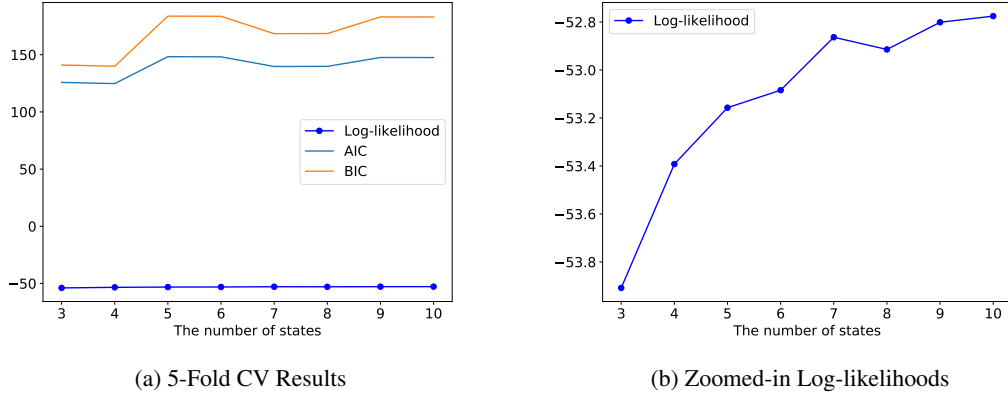 150
100
50
0
−50
3 4 5 6 7 8 9 10
The number of states
Log-likelihood
AIC
BIC
(a) 5-Fold CV Results
−52.8
−53.0
−53.2
−53.4
−53.6
−53.8
3 4 5 6 7 8 9 10
The number of states
Log-likelihood
(b) Zoomed-in Log-likelihoods